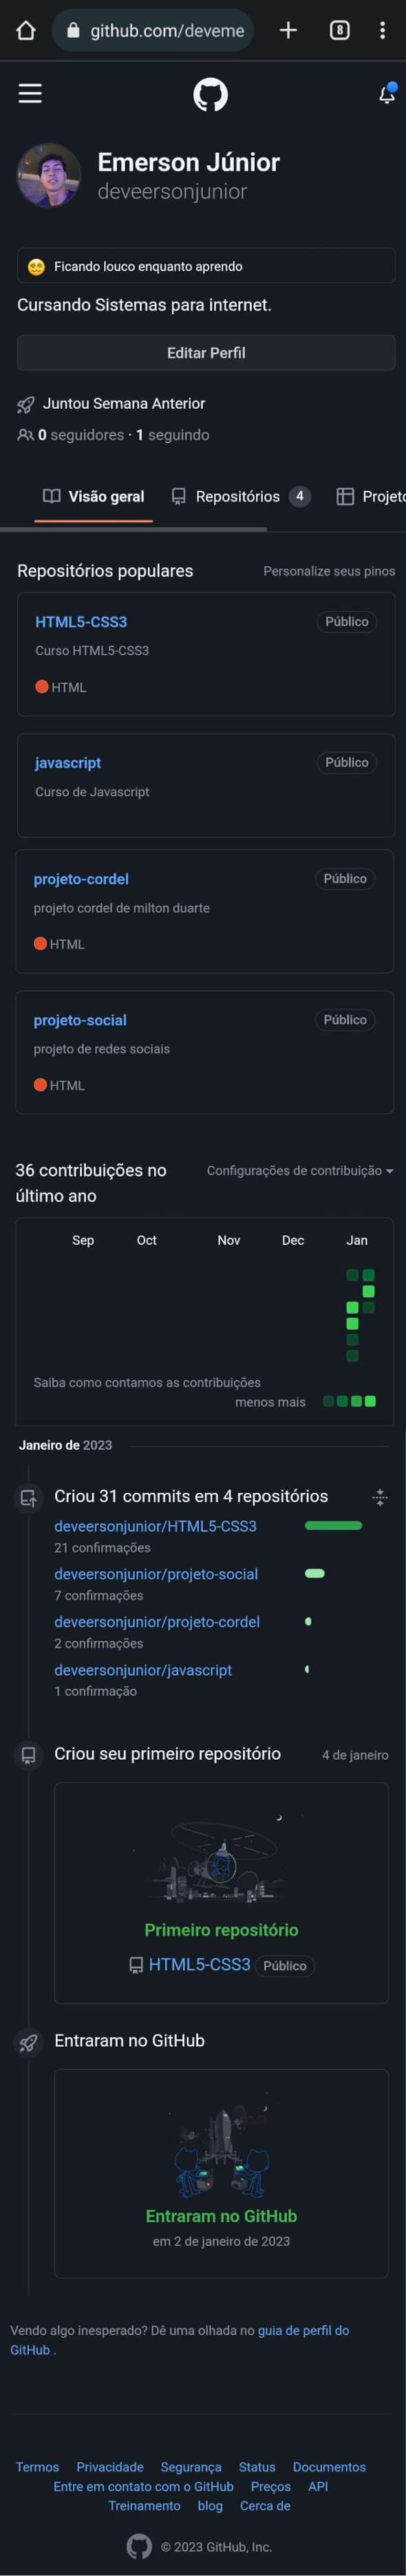 github.com/deveme
8
Emerson Júnior
deveersonjunior
Ficando louco enquanto aprendo
Cursando Sistemas para internet.
Editar Perfil
Juntou Semana Anterior
0 seguidores · 1 seguindo
Visão geral Repositórios 4 Projeto
Repositórios populares Personalize seus pinos
HTML5-CSS3 Público
Curso HTML5-CSS3
HTML
javascript Público
Curso de Javascript
projeto-cordel Público
projeto cordel de milton duarte
HTML
projeto-social Público
projeto de redes sociais
HTML
36 contribuições no Configurações de contribuição
último ano
Sep Oct Nov Dec Jan
Saiba como contamos as contribuições
menos mais
Janeiro de 2023
Criou 31 commits em 4 repositórios
deveersonjunior/HTML5-CSS3
21 confirmações
deveersonjunior/projeto-social
7 confirmações
deveersonjunior/projeto-cordel
2 confirmações
deveersonjunior/javascript
1 confirmação
Criou seu primeiro repositório 4 de janeiro
Primeiro repositório
HTML5-CSS3 Público
Entraram no GitHub
Entraram no GitHub
em 2 de janeiro de 2023
Vendo algo inesperado? Dê uma olhada no guia de perfil do
GitHub .
Termos Privacidade Segurança Status Documentos
Entre em contato com o GitHub Preços API
Treinamento blog Cerca de
© 2023 GitHub, Inc.